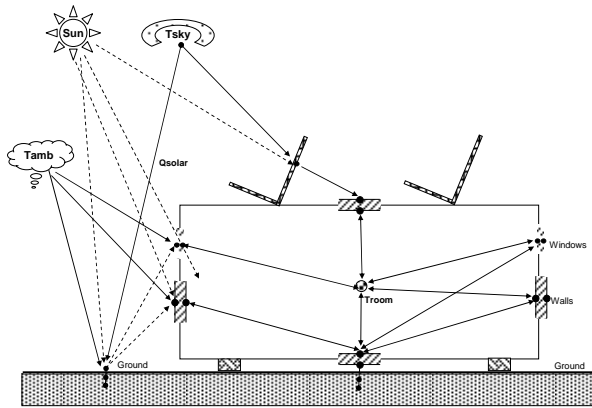 Sun
Tsky
Tamb
Qsolar
Windows
Troom
Walls
Ground
Ground